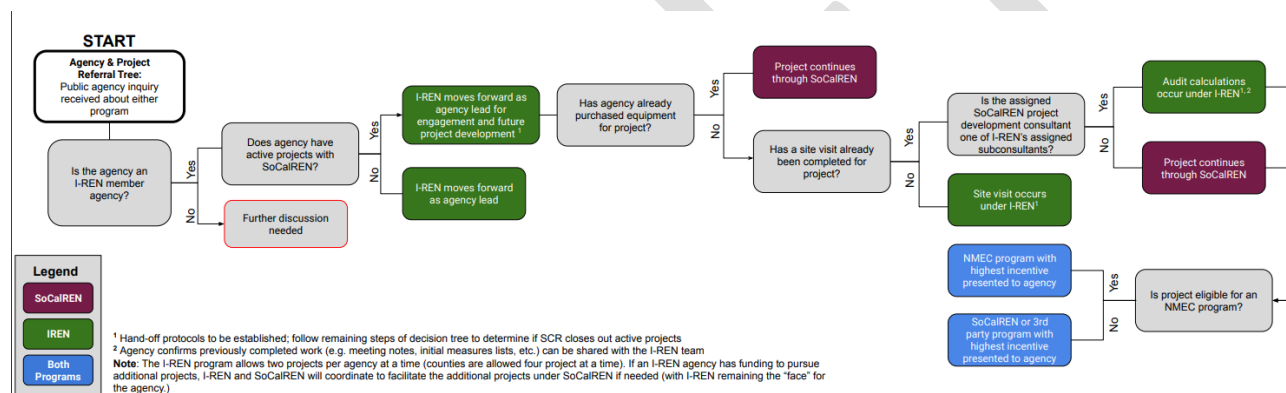 START
Agency & Project
Referral Tree:
Public agency inquiry
received about either
program
Is the agency an
I-REN member
agency?
Yes
No
Does agency have
active projects with
SoCalREN?
Further discussion
needed
Yes
No
I-REN moves forward as
agency lead for
engagement and future
project development ¹
I-REN moves forward
as agency lead
Has agency already
purchased equipment
for project?
Yes
No
Project continues
through SoCalREN
Has a site visit already
been completed for
project?
Yes
No
Is the assigned
SoCalREN project
development consultant
one of I-REN's assigned
subconsultants?
Site visit occurs
under I-REN¹
Yes
No
Audit calculations
occur under I-REN¹,²
Project continues
through SoCalREN
Is project eligible for an
NMEC program?
Yes
No
NMEC program with
highest incentive
presented to agency
SoCalREN or 3rd
party program with
highest incentive
presented to agency
Legend
SoCalREN
IREN
Both
Programs
¹ Hand-off protocols to be established; follow remaining steps of decision tree to determine if SCR closes out active projects
² Agency confirms previously completed work (e.g. meeting notes, initial measures lists, etc.) can be shared with the I-REN team
Note: The I-REN program allows two projects per agency at a time (counties are allowed four project at a time). If an I-REN agency has funding to pursue
additional projects, I-REN and SoCalREN will coordinate to facilitate the additional projects under SoCalREN if needed (with I-REN remaining the "face" for
the agency.)